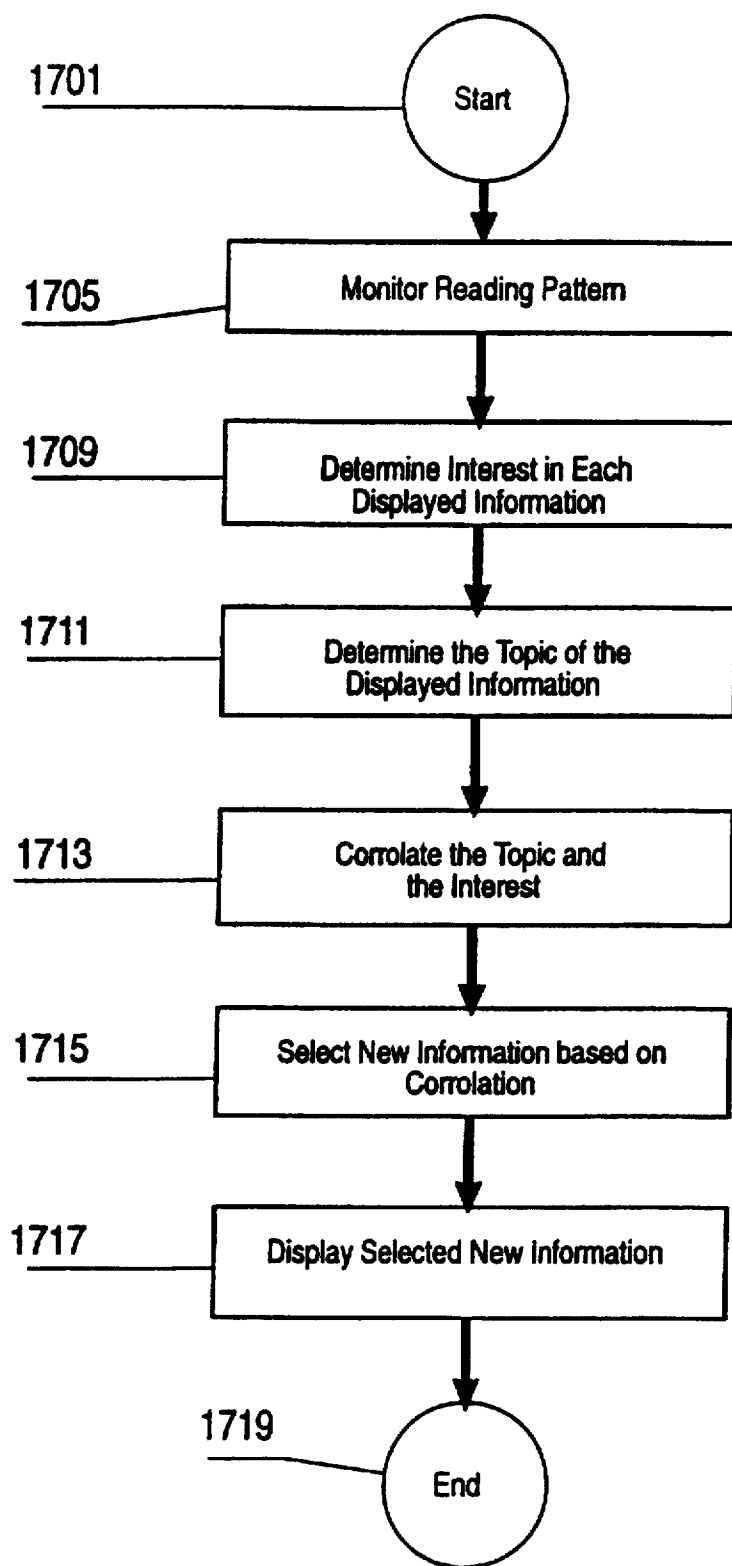 1701
Start
1705
Monitor Reading Pattern
1709
Determine Interest in Each
Displayed Information
1711
Determine the Topic of the
Displayed Information
1713
Corrolate the Topic and
the Interest
1715
Select New Information based on
Corrolation
1717
Display Selected New Information
1719
End